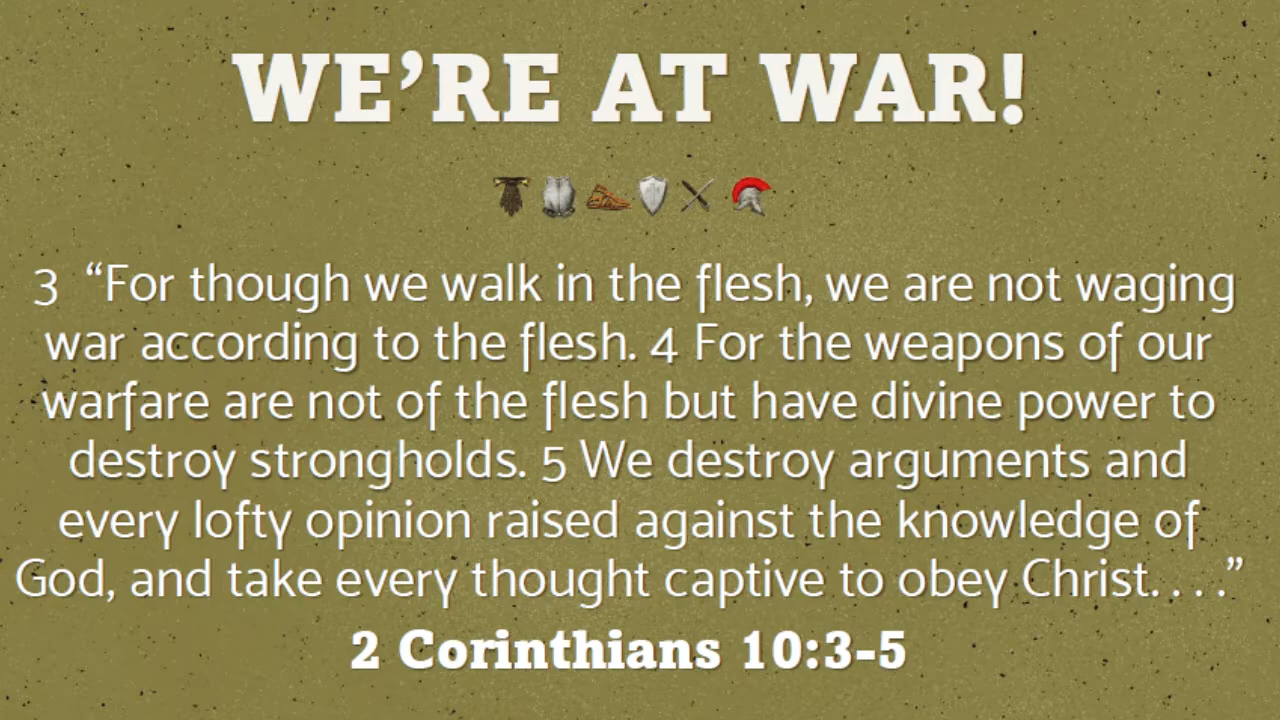 WE’RE AT WAR!
3 “For though we walk in the flesh, we are not waging
war according to the flesh. 4 For the weapons of our
warfare are not of the flesh but have divine power to
destroy strongholds. 5 We destroy arguments and
every lofty opinion raised against the knowledge of
God, and take every thought captive to obey Christ. . . .”
2 Corinthians 10:3-5